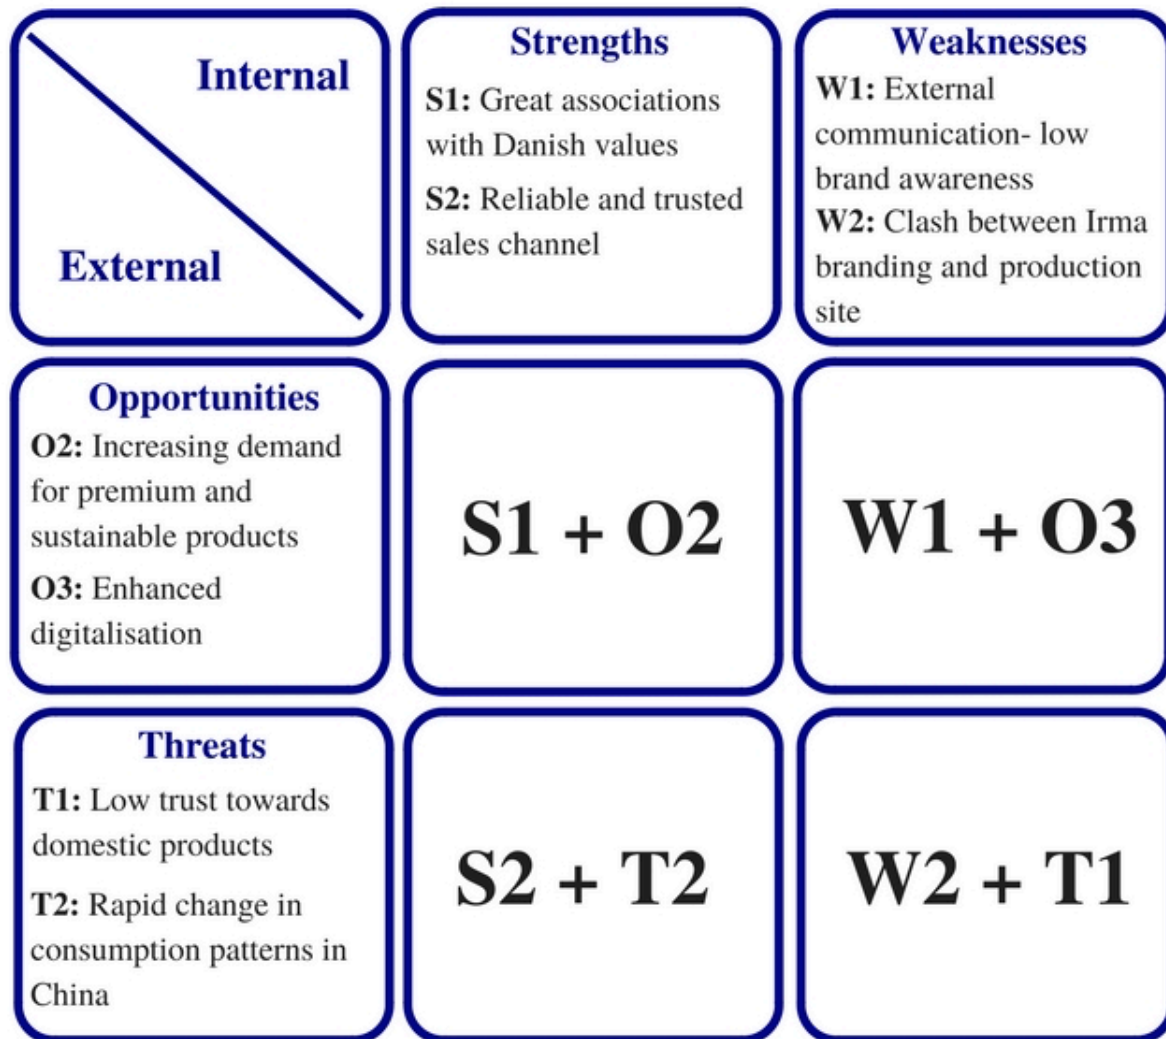 Internal
External
Strengths
S1: Great associations
with Danish values
S2: Reliable and trusted
sales channel
Weaknesses
W1: External
communication- low
brand awareness
W2: Clash between Irma
branding and production
site
Opportunities
O2: Increasing demand
for premium and
sustainable products
O3: Enhanced
digitalisation
S1 + O2
W1 + O3
Threats
T1: Low trust towards
domestic products
T2: Rapid change in
consumption patterns in
China
S2 + T2
W2 + T1